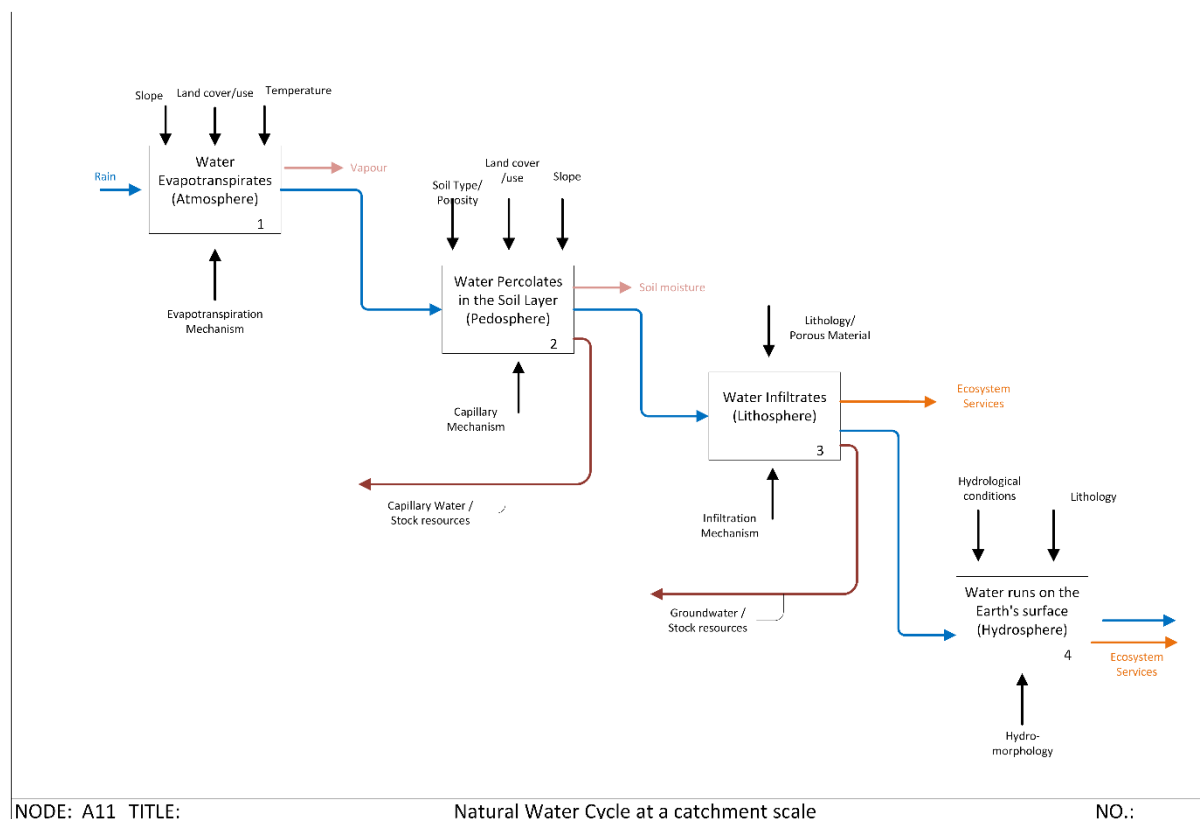 Slope
Land cover/use
Temperature
Rain
Water
Evapotranspirates
(Atmosphere)
1
Vapour
Evapotranspiration
Mechanism
Soil Type/
Porosity
Land cover
/use
Slope
Water Percolates
in the Soil Layer
(Pedosphere)
2
Soil moisture
Capillary
Mechanism
Capillary Water /
Stock resources
Lithology/
Porous Material
Water Infiltrates
(Lithosphere)
3
Ecosystem
Services
Infiltration
Mechanism
Groundwater /
Stock resources
Hydrological
conditions
Lithology
Water runs on the
Earth's surface
(Hydrosphere)
4
Ecosystem
Services
Hydro-
morphology
NODE: A11 TITLE: Natural Water Cycle at a catchment scale NO.: